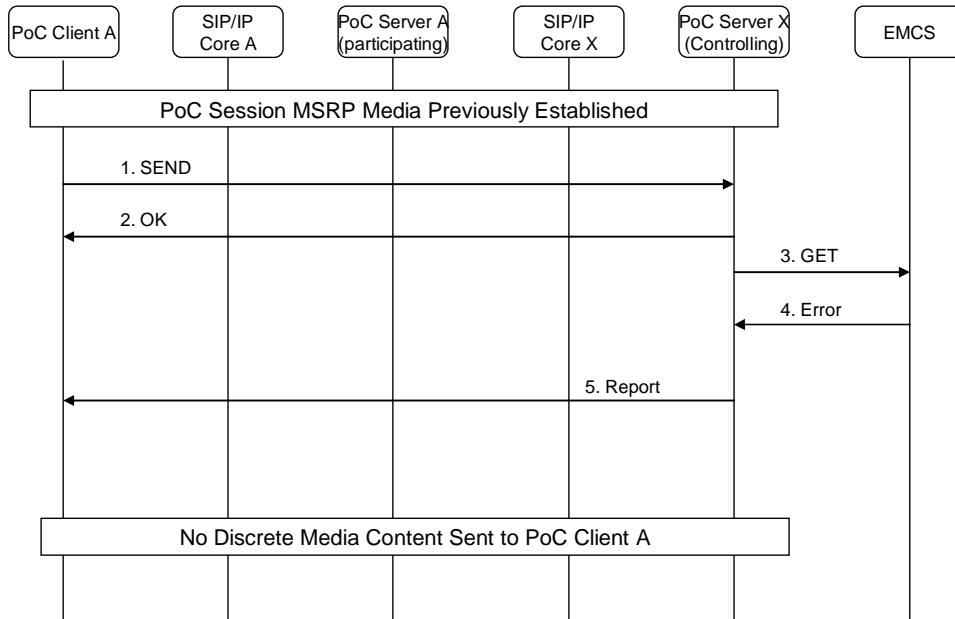 PoC Client A
SIP/IP
Core A
PoC Server A
(participating)
SIP/IP
Core X
PoC Server X
(Controlling)
EMCS
PoC Session MSRP Media Previously Established
1. SEND
2. OK
3. GET
4. Error
5. Report
No Discrete Media Content Sent to PoC Client A